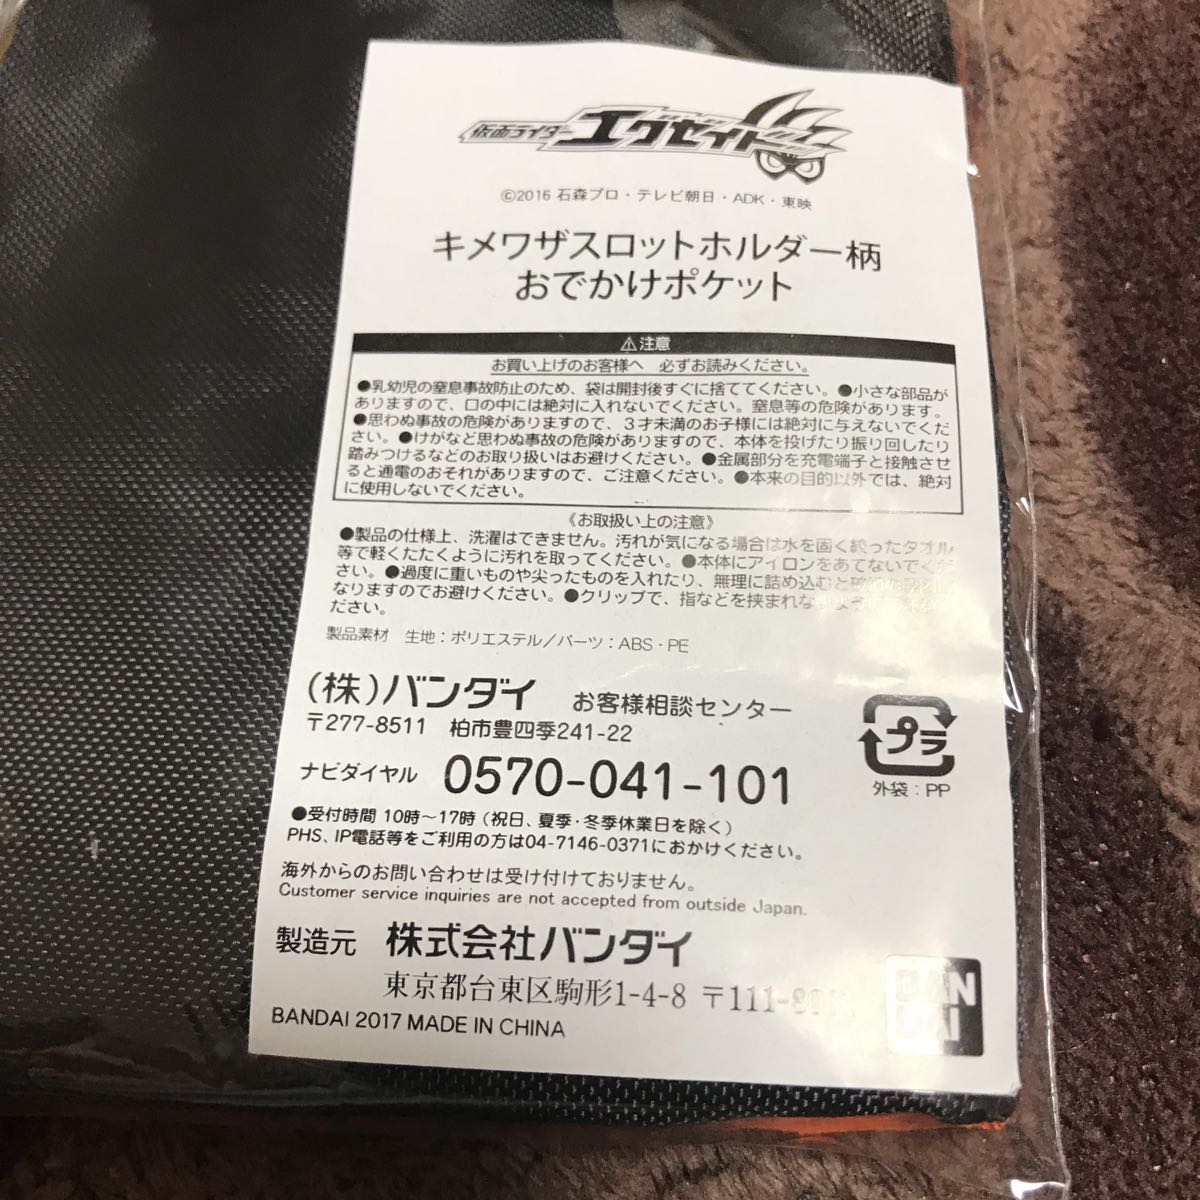 仮面ライダー エグゼイド
©2016 石森プロ・テレビ朝日・ADK・東映
キメワザスロットホルダー柄
おでかけポケット
⚠注意
お買い上げのお客様へ 必ずお読みください。
●乳幼児の窒息事故防止のため、袋は開封後すぐに捨ててください。●小さな部品が
ありますので、口の中には絶対に入れないでください。窒息等の危険があります。
●思わぬ事故の危険がありますので、3才未満のお子様には絶対に与えないでくだ
さい。●けがなど思わぬ事故の危険がありますので、本体を投げたり振り回したり
踏みつけるなどのお取り扱いはお避けください。●金属部分を充電端子と接触させ
ると通電のおそれがありますので、ご注意ください。●本来の目的以外では、絶対
に使用しないでください。
《お取扱い上の注意》
●製品の仕様上、洗濯はできません。汚れが気になる場合は水を固く絞ったタオル
等で軽くたたくように汚れを取ってください。●本体にアイロンをあてないでくだ
さい。●過度に重いものや尖ったものを入れたり、無理に詰め込むと
なりますのでお避けください。●クリップで、指などを挟まれな
ださい。
製品素材 生地：ポリエステル／パーツ：ABS・PE
(株)バンダイ お客様相談センター
〒277-8511 柏市豊四季241-22
ナビダイヤル 0570-041-101
プラ
外袋：PP
●受付時間 10時～17時 (祝日、夏季・冬季休業日を除く)
PHS、IP電話等をご利用の方は04-7146-0371におかけください。
海外からのお問い合わせは受け付けておりません。
Customer service inquiries are not accepted from outside Japan.
製造元 株式会社バンダイ
東京都台東区駒形1-4-8 〒111-
BANDAI 2017 MADE IN CHINA
BAN
DAI